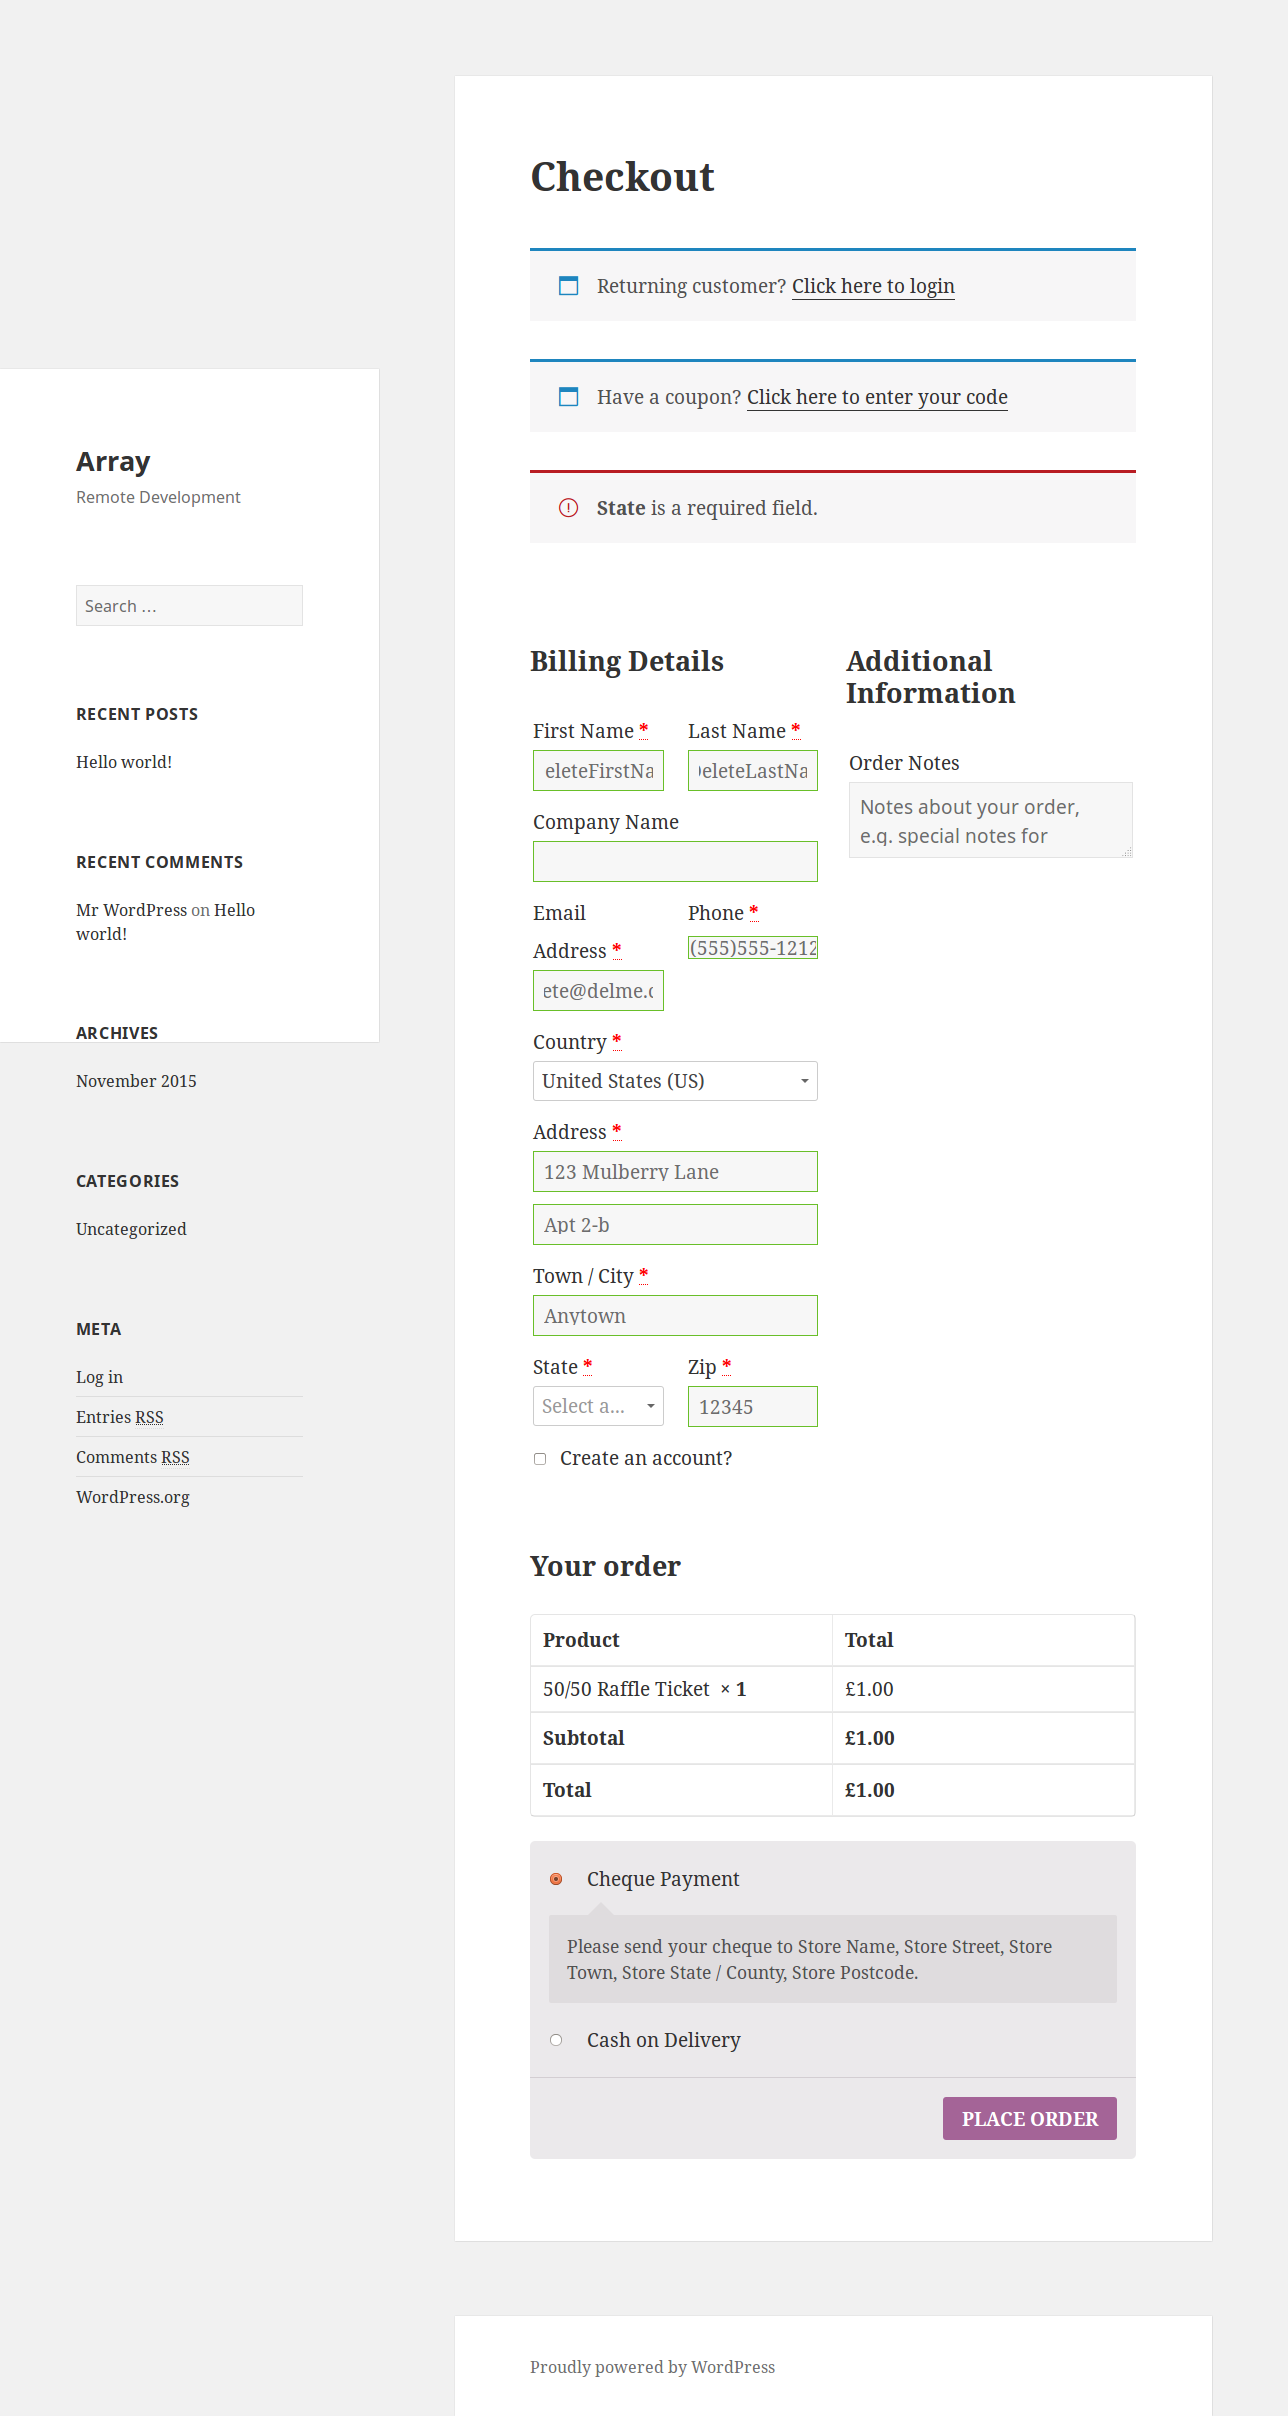 Checkout
Returning customer? Click here to login
Have a coupon? Click here to enter your code
State is a required field.
Array
Remote Development
Search …
RECENT POSTS
Hello world!
RECENT COMMENTS
Mr WordPress on Hello
world!
ARCHIVES
November 2015
CATEGORIES
Uncategorized
META
Log in
Entries RSS
Comments RSS
WordPress.org
Billing Details
First Name *
Last Name *
eleteFirstNa
DeleteLastNa
Company Name
Email
Address *
Phone *
(555)555-1212
ete@delme.c
Country *
United States (US)
Address *
123 Mulberry Lane
Apt 2-b
Town / City *
Anytown
State *
Zip *
Select a...
12345
Create an account?
Additional
Information
Order Notes
Notes about your order,
e.g. special notes for
Your order
Product
Total
50/50 Raffle Ticket × 1
£1.00
Subtotal
£1.00
Total
£1.00
Cheque Payment
Please send your cheque to Store Name, Store Street, Store
Town, Store State / County, Store Postcode.
Cash on Delivery
PLACE ORDER
Proudly powered by WordPress